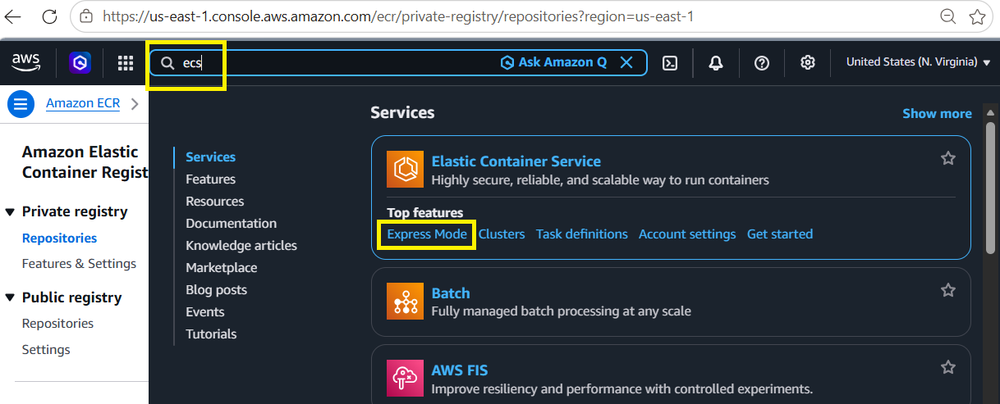 https://us-east-1.console.aws.amazon.com/ecr/private-registry/repositories?region=us-east-1
aws
ecs
Ask Amazon Q
United States (N. Virginia)
Amazon ECR
Amazon Elastic
Container Regist
Private registry
Repositories
Features & Settings
Public registry
Repositories
Settings
Services
Features
Resources
Documentation
Knowledge articles
Marketplace
Blog posts
Events
Tutorials
Services
Show more
Elastic Container Service
Highly secure, reliable, and scalable way to run containers
Top features
Express Mode Clusters Task definitions Account settings Get started
Batch
Fully managed batch processing at any scale
AWS FIS
Improve resiliency and performance with controlled experiments.